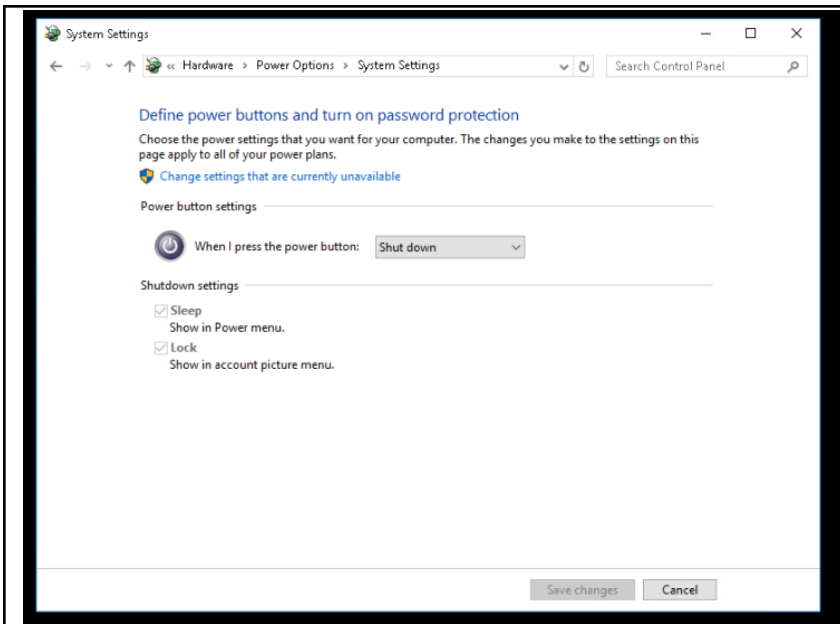 System Settings
« Hardware > Power Options > System Settings
Search Control Panel
Define power buttons and turn on password protection
Choose the power settings that you want for your computer. The changes you make to the settings on this
page apply to all of your power plans.
Change settings that are currently unavailable
Power button settings
When I press the power button: Shut down
Shutdown settings
Sleep
Show in Power menu.
Lock
Show in account picture menu.
Save changes Cancel